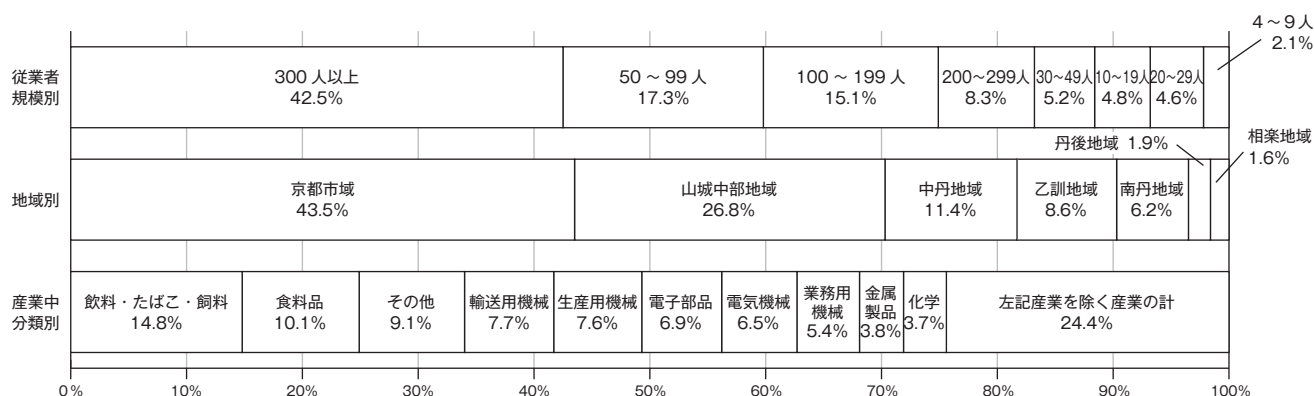 4～9人
2.1%
従業者
規模別
300人以上
42.5%
50～99人
17.3%
100～199人
15.1%
200～299人
8.3%
30～49人
5.2%
10～19人
4.8%
20～29人
4.6%
丹後地域 1.9%
相楽地域
1.6%
地域別
京都市域
43.5%
山城中部地域
26.8%
中丹地域
11.4%
乙訓地域
8.6%
南丹地域
6.2%
産業中
分類別
飲料・たばこ・飼料
14.8%
食料品
10.1%
その他
9.1%
輸送用機械
7.7%
生産用機械
7.6%
電子部品
6.9%
電気機械
6.5%
業務用
機械
5.4%
金属
製品
3.8%
化学
3.7%
左記産業を除く産業の計
24.4%
0% 10% 20% 30% 40% 50% 60% 70% 80% 90% 100%